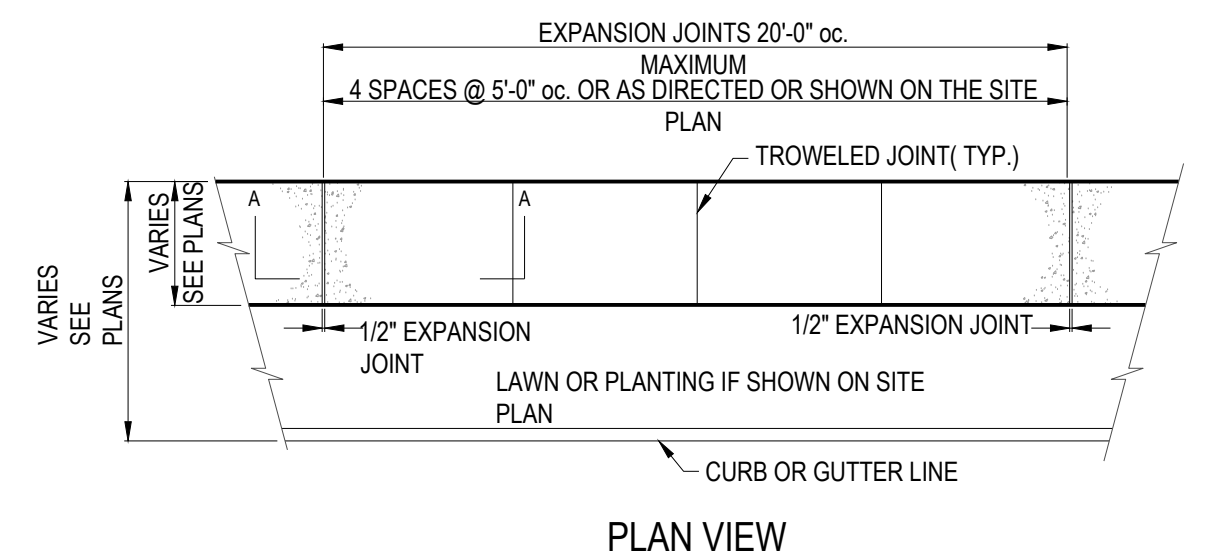 EXPANSION JOINTS 20'-0" oc.
MAXIMUM
4 SPACES @ 5'-0" oc. OR AS DIRECTED OR SHOWN ON THE SITE
PLAN
TROWELED JOINT( TYP.)
A
A
VARIES
SEE PLANS
VARIES
SEE
PLANS
1/2" EXPANSION
JOINT
1/2" EXPANSION JOINT
LAWN OR PLANTING IF SHOWN ON SITE
PLAN
CURB OR GUTTER LINE
PLAN VIEW